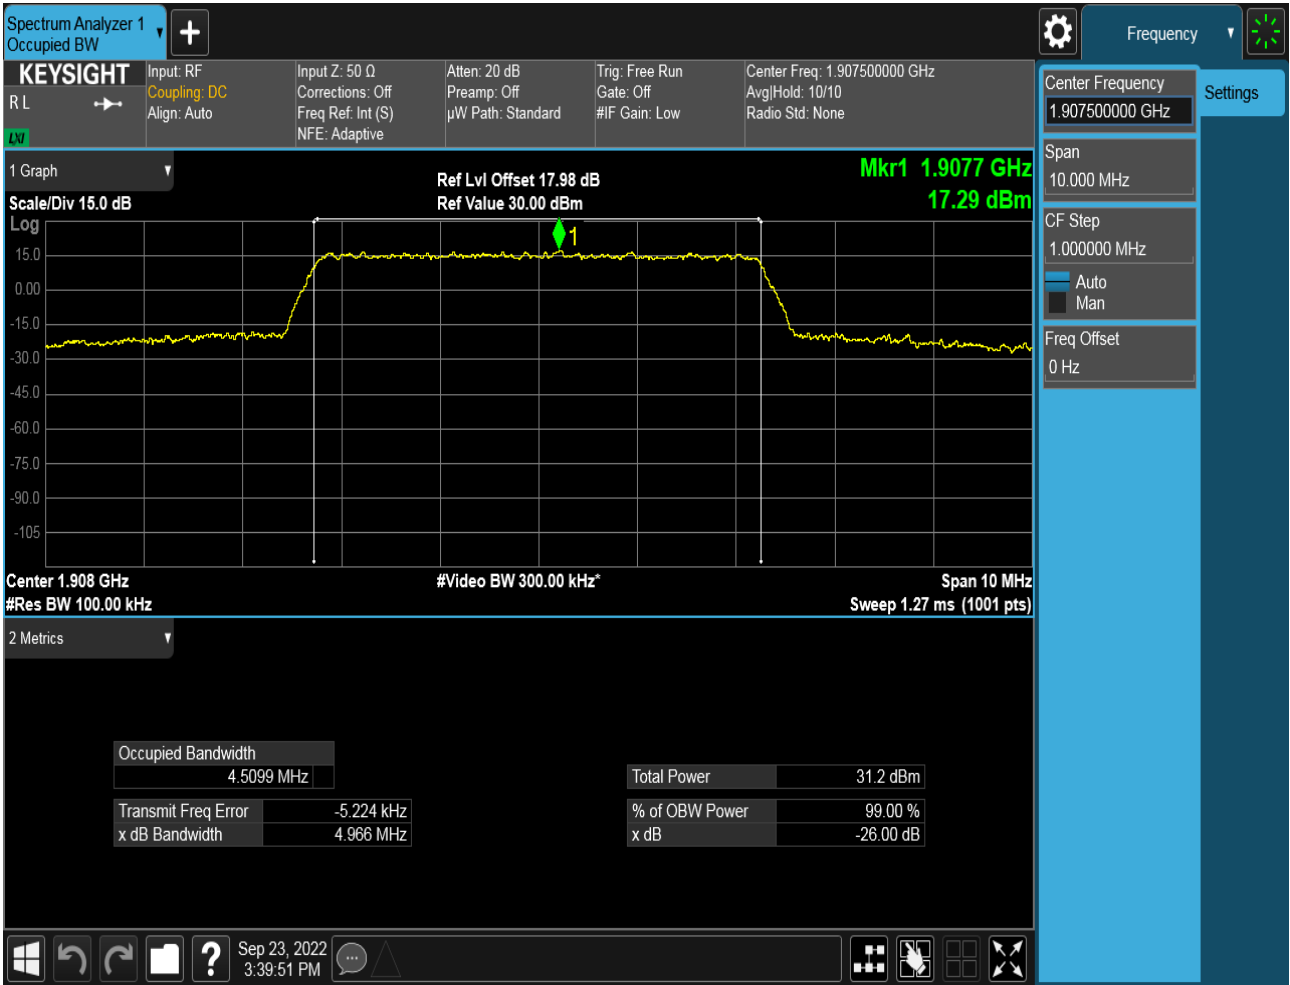 Spectrum Analyzer 1
Occupied BW
Frequency
KEYSIGHT
R L
LXI
Input: RF
Coupling: DC
Align: Auto
Input Z: 50 Ω
Corrections: Off
Freq Ref: Int (S)
NFE: Adaptive
Atten: 20 dB
Preamp: Off
µW Path: Standard
Trig: Free Run
Gate: Off
#IF Gain: Low
Center Freq: 1.907500000 GHz
Avg|Hold: 10/10
Radio Std: None
Center Frequency
1.907500000 GHz
Settings
Span
10.000 MHz
CF Step
1.000000 MHz
Auto
Man
Freq Offset
0 Hz
1 Graph
Scale/Div 15.0 dB
Ref Lvl Offset 17.98 dB
Ref Value 30.00 dBm
Mkr1 1.9077 GHz
17.29 dBm
Log
1
15.0
0.00
-15.0
-30.0
-45.0
-60.0
-75.0
-90.0
-105
Center 1.908 GHz
#Res BW 100.00 kHz
#Video BW 300.00 kHz*
Span 10 MHz
Sweep 1.27 ms (1001 pts)
2 Metrics
Occupied Bandwidth
4.5099 MHz
Transmit Freq Error -5.224 kHz
x dB Bandwidth 4.966 MHz
Total Power 31.2 dBm
% of OBW Power 99.00 %
x dB -26.00 dB
?
Sep 23, 2022
3:39:51 PM